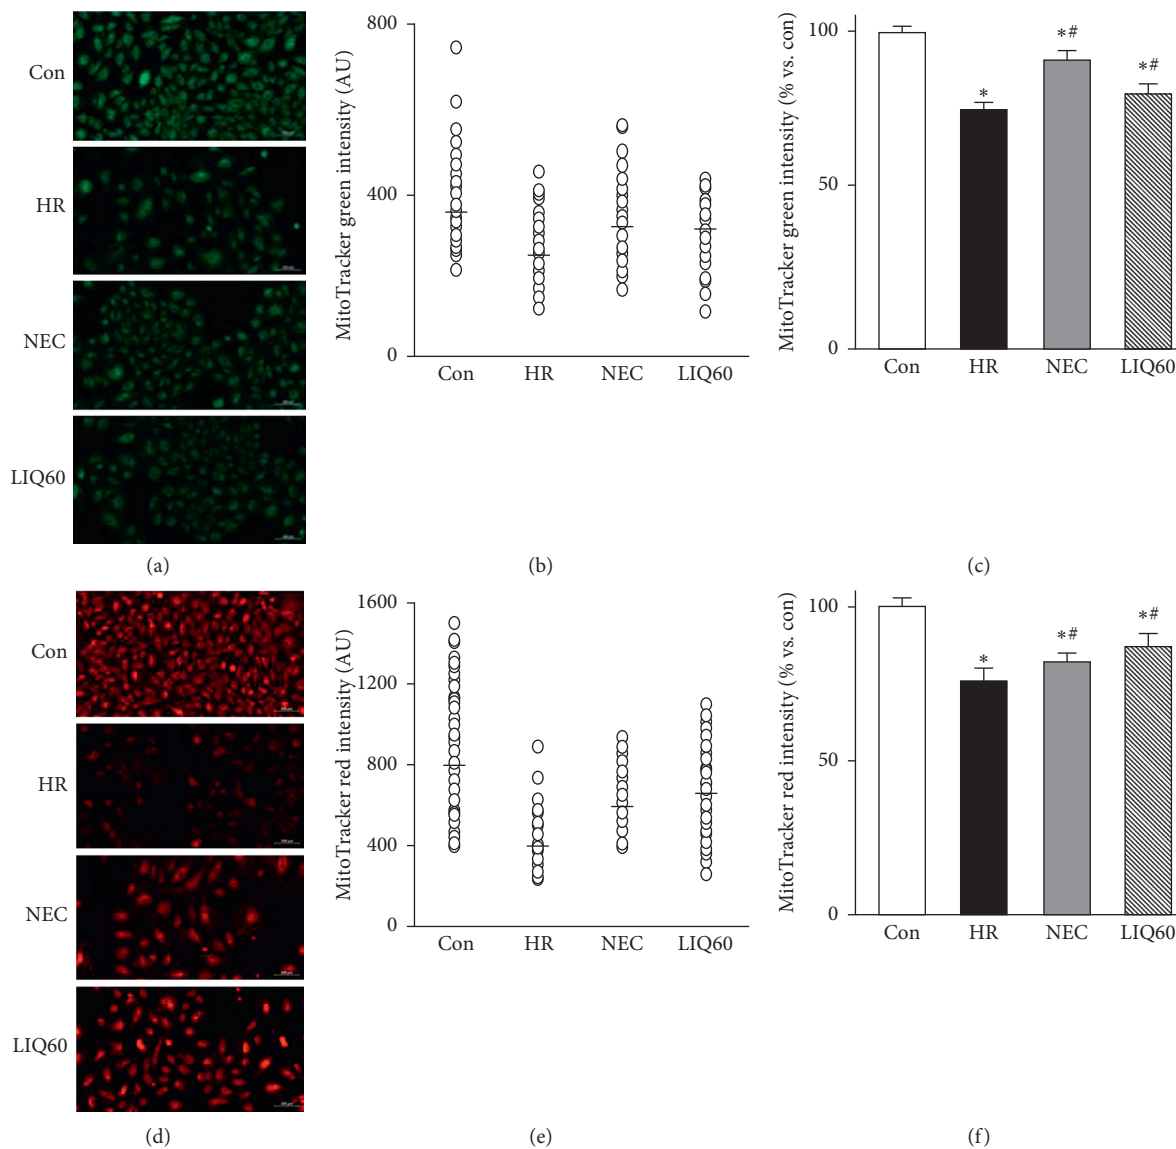 Con
HR
NEC
LIQ60
(a)
MitoTracker green intensity (AU)
800
400
0
Con HR NEC LIQ60
(b)
MitoTracker green intensity (% vs. con)
100
50
0
*
*#
*#
Con HR NEC LIQ60
(c)
Con
HR
NEC
LIQ60
(d)
MitoTracker red intensity (AU)
1600
1200
800
400
0
Con HR NEC LIQ60
(e)
MitoTracker red intensity (% vs. con)
100
50
0
*
*#
*#
Con HR NEC LIQ60
(f)